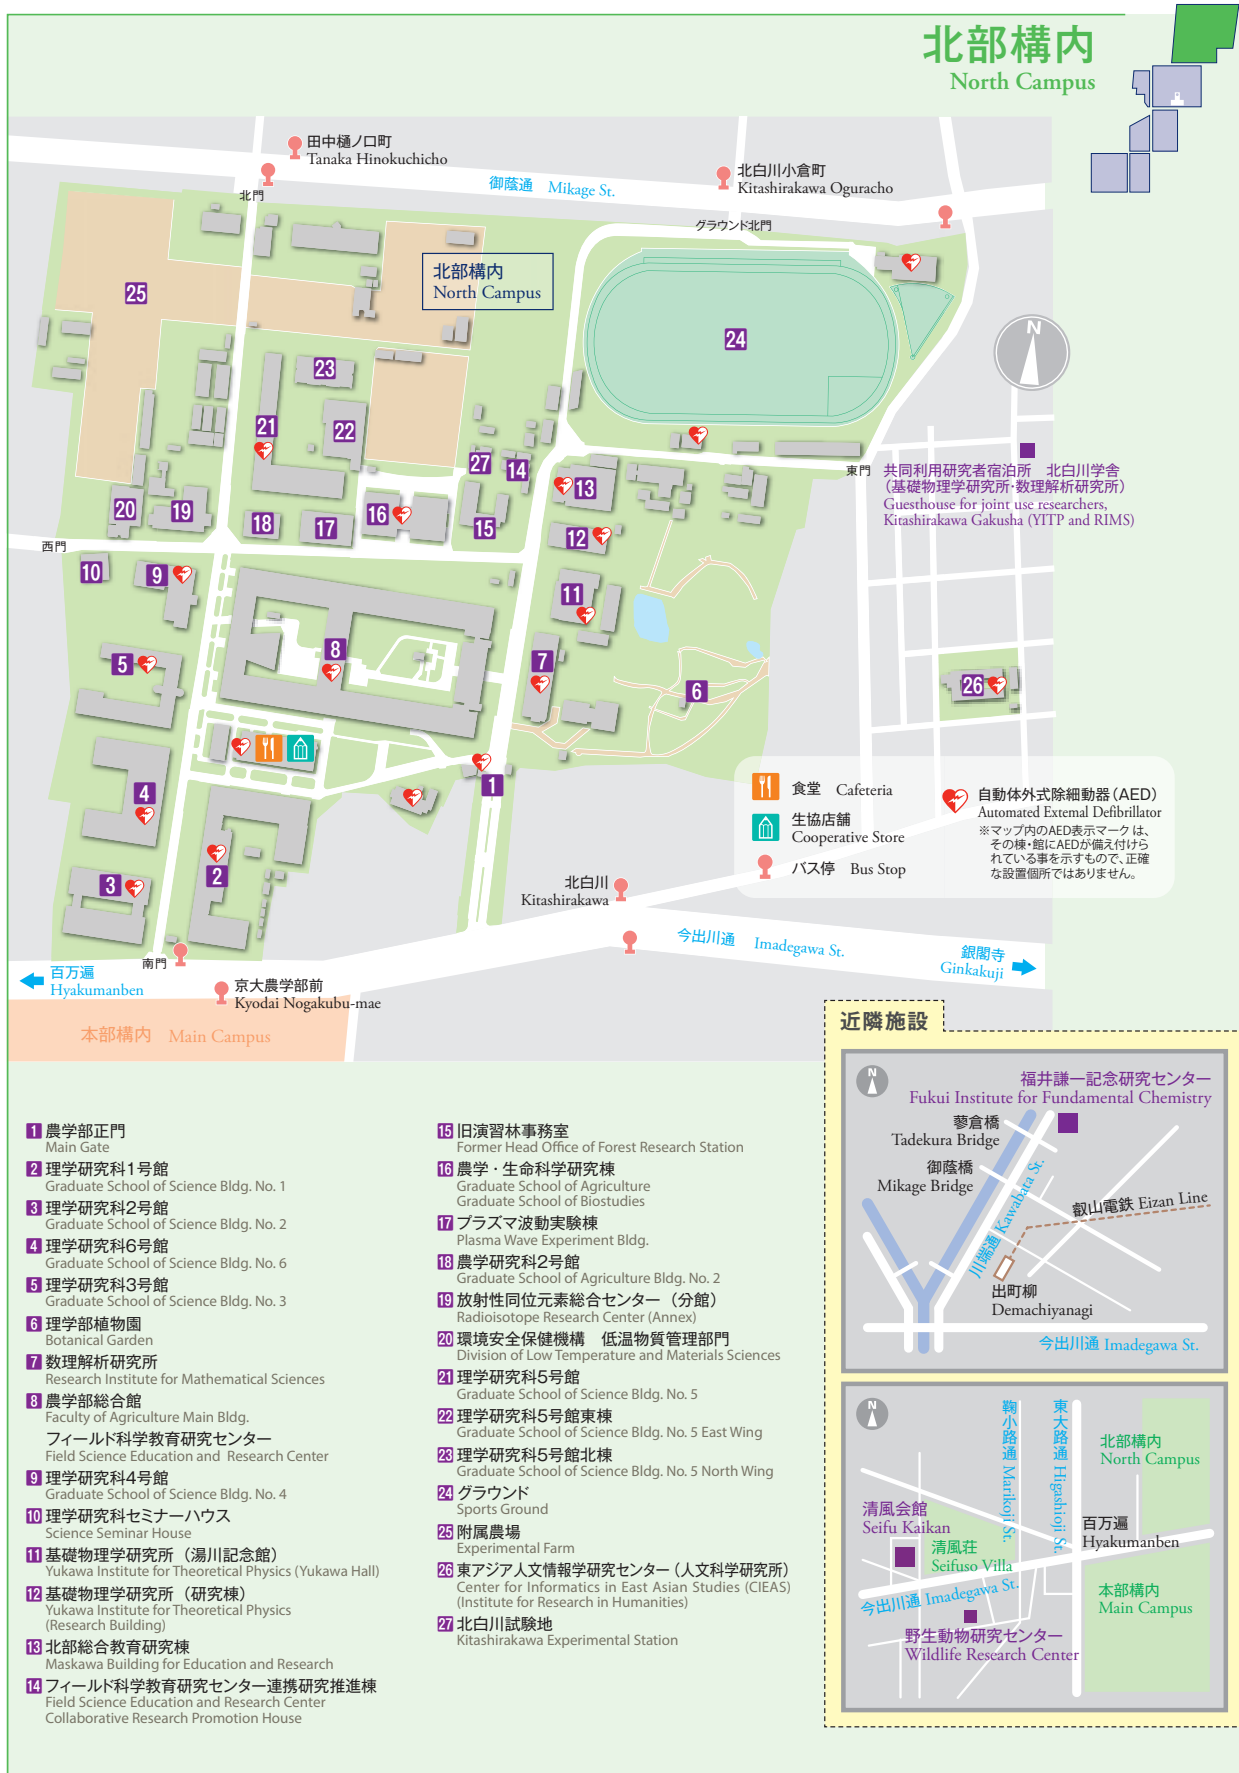 北部構内
North Campus
田中樋ノ口町
Tanaka Hinokuchicho
北白川小倉町
Kitashirakawa Oguracho
御蔭通 Mikage St.
北門
グラウンド北門
北部構内
North Campus
25
24
N
23
21
22
27
14
東門
共同利用研究者宿泊所 北白川学舎
(基礎物理学研究所・数理解析研究所)
Guesthouse for joint use researchers,
Kitashirakawa Gakusha (YITP and RIMS)
13
20
19
18
17
16
15
12
西門
10
9
11
8
5
7
6
26
1
4
2
3
食堂 Cafeteria
生協店舗
Cooperative Store
バス停 Bus Stop
自動体外式除細動器(AED)
Automated External Defibrillator
※マップ内のAED表示マークは、
その棟・館にAEDが備え付けら
れている事を示すもので、正確
な設置個所ではありません。
北白川
Kitashirakawa
今出川通 Imadegawa St.
銀閣寺
Ginkakuji
南門
百万遍
Hyakumanben
京大農学部前
Kyodai Nogakubu-mae
本部構内 Main Campus
1 農学部正門
Main Gate
2 理学研究科1号館
Graduate School of Science Bldg. No. 1
3 理学研究科2号館
Graduate School of Science Bldg. No. 2
4 理学研究科6号館
Graduate School of Science Bldg. No. 6
5 理学研究科3号館
Graduate School of Science Bldg. No. 3
6 理学部植物園
Botanical Garden
7 数理解析研究所
Research Institute for Mathematical Sciences
8 農学部総合館
Faculty of Agriculture Main Bldg.
フィールド科学教育研究センター
Field Science Education and Research Center
9 理学研究科4号館
Graduate School of Science Bldg. No. 4
10 理学研究科セミナーハウス
Science Seminar House
11 基礎物理学研究所(湯川記念館)
Yukawa Institute for Theoretical Physics (Yukawa Hall)
12 基礎物理学研究所(研究棟)
Yukawa Institute for Theoretical Physics
(Research Building)
13 北部総合教育研究棟
Maskawa Building for Education and Research
14 フィールド科学教育研究センター連携研究推進棟
Field Science Education and Research Center
Collaborative Research Promotion House
15 旧演習林事務室
Former Head Office of Forest Research Station
16 農学・生命科学研究棟
Graduate School of Agriculture
Graduate School of Biostudies
17 プラズマ波動実験棟
Plasma Wave Experiment Bldg.
18 農学研究科2号館
Graduate School of Agriculture Bldg. No. 2
19 放射性同位元素総合センター(分館)
Radioisotope Research Center (Annex)
20 環境安全保健機構 低温物質管理部門
Division of Low Temperature and Materials Sciences
21 理学研究科5号館
Graduate School of Science Bldg. No. 5
22 理学研究科5号館東棟
Graduate School of Science Bldg. No. 5 East Wing
23 理学研究科5号館北棟
Graduate School of Science Bldg. No. 5 North Wing
24 グラウンド
Sports Ground
25 附属農場
Experimental Farm
26 東アジア人文情報学研究センター(人文科学研究所)
Center for Informatics in East Asian Studies (CIEAS)
(Institute for Research in Humanities)
27 北白川試験地
Kitashirakawa Experimental Station
近隣施設
N
福井謙一記念研究センター
Fukui Institute for Fundamental Chemistry
蓼倉橋
Tadekura Bridge
御蔭橋
Mikage Bridge
川端通 Kawabata St.
叡山電鉄 Eizan Line
出町柳
Demachiyanagi
今出川通 Imadegawa St.
N
鞠小路通 Marikoji St.
東大路通 Higashioji St.
北部構内
North Campus
清風会館
Seifu Kaikan
清風荘
Seifuso Villa
百万遍
Hyakumanben
今出川通 Imadegawa St.
本部構内
Main Campus
野生動物研究センター
Wildlife Research Center